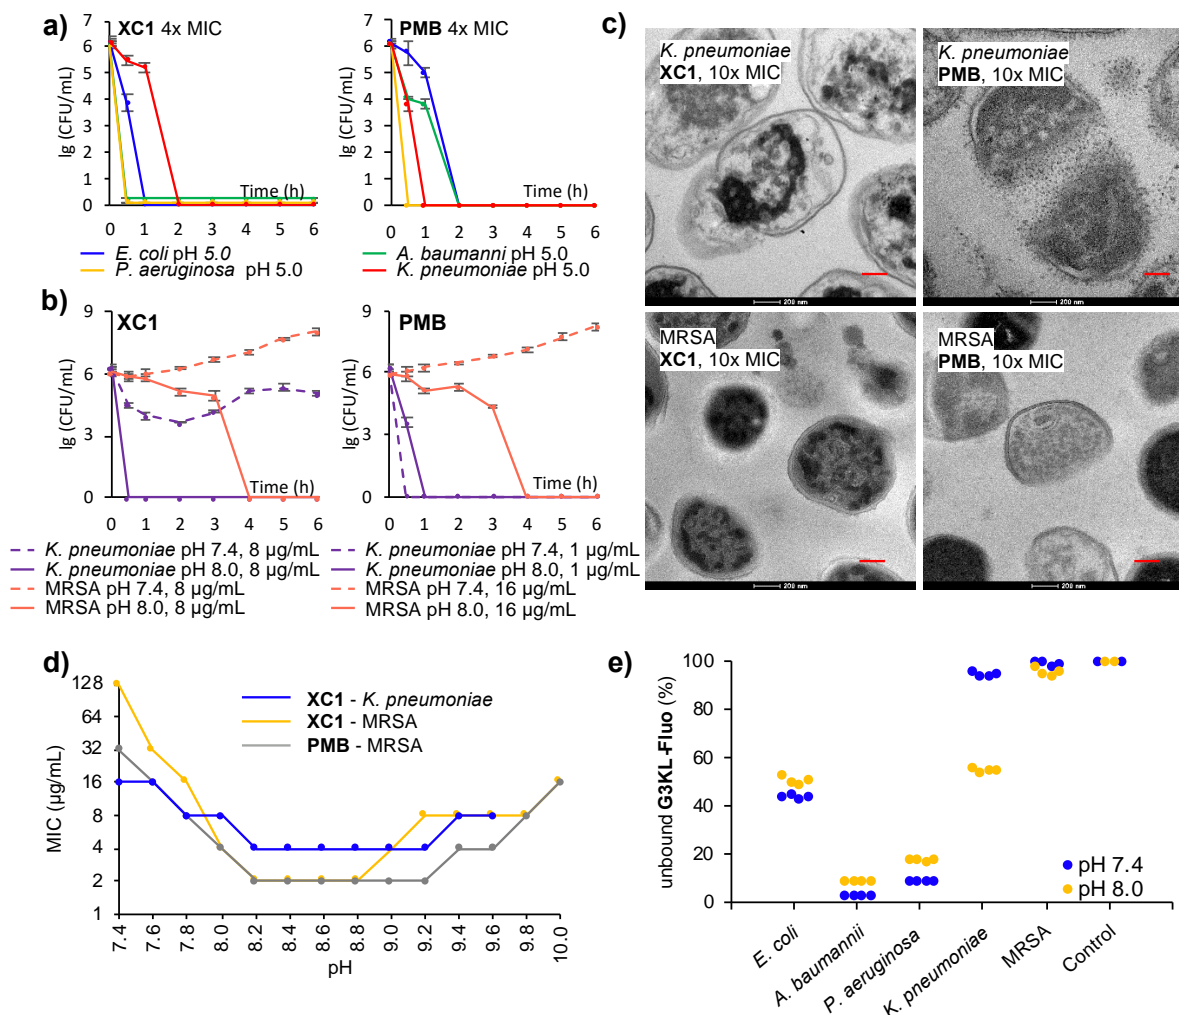 a)
XC1 4x MIC
lg (CFU/mL)
7
6
5
4
3
2
1
0
Time (h)
0 1 2 3 4 5 6
PMB 4x MIC
lg (CFU/mL)
7
6
5
4
3
2
1
0
Time (h)
0 1 2 3 4 5 6
E. coli pH 5.0
P. aeruginosa pH 5.0
A. baumanni pH 5.0
K. pneumoniae pH 5.0
b)
XC1
lg (CFU/mL)
9
6
3
0
Time (h)
0 1 2 3 4 5 6
PMB
lg (CFU/mL)
9
6
3
0
Time (h)
0 1 2 3 4 5 6
K. pneumoniae pH 7.4, 8 µg/mL
K. pneumoniae pH 8.0, 8 µg/mL
MRSA pH 7.4, 8 µg/mL
MRSA pH 8.0, 8 µg/mL
K. pneumoniae pH 7.4, 1 µg/mL
K. pneumoniae pH 8.0, 1 µg/mL
MRSA pH 7.4, 16 µg/mL
MRSA pH 8.0, 16 µg/mL
c)
K. pneumoniae
XC1, 10x MIC
200 nm
K. pneumoniae
PMB, 10x MIC
200 nm
MRSA
XC1, 10x MIC
200 nm
MRSA
PMB, 10x MIC
200 nm
d)
MIC (µg/mL)
128
64
32
16
8
4
2
1
XC1 - K. pneumoniae
XC1 - MRSA
PMB - MRSA
7.4 7.6 7.8 8.0 8.2 8.4 8.6 8.8 9.0 9.2 9.4 9.6 9.8 10.0
pH
e)
unbound G3KL-Fluo (%)
100
80
60
40
20
0
pH 7.4
pH 8.0
E. coli
A. baumannii
P. aeruginosa
K. pneumoniae
MRSA
Control